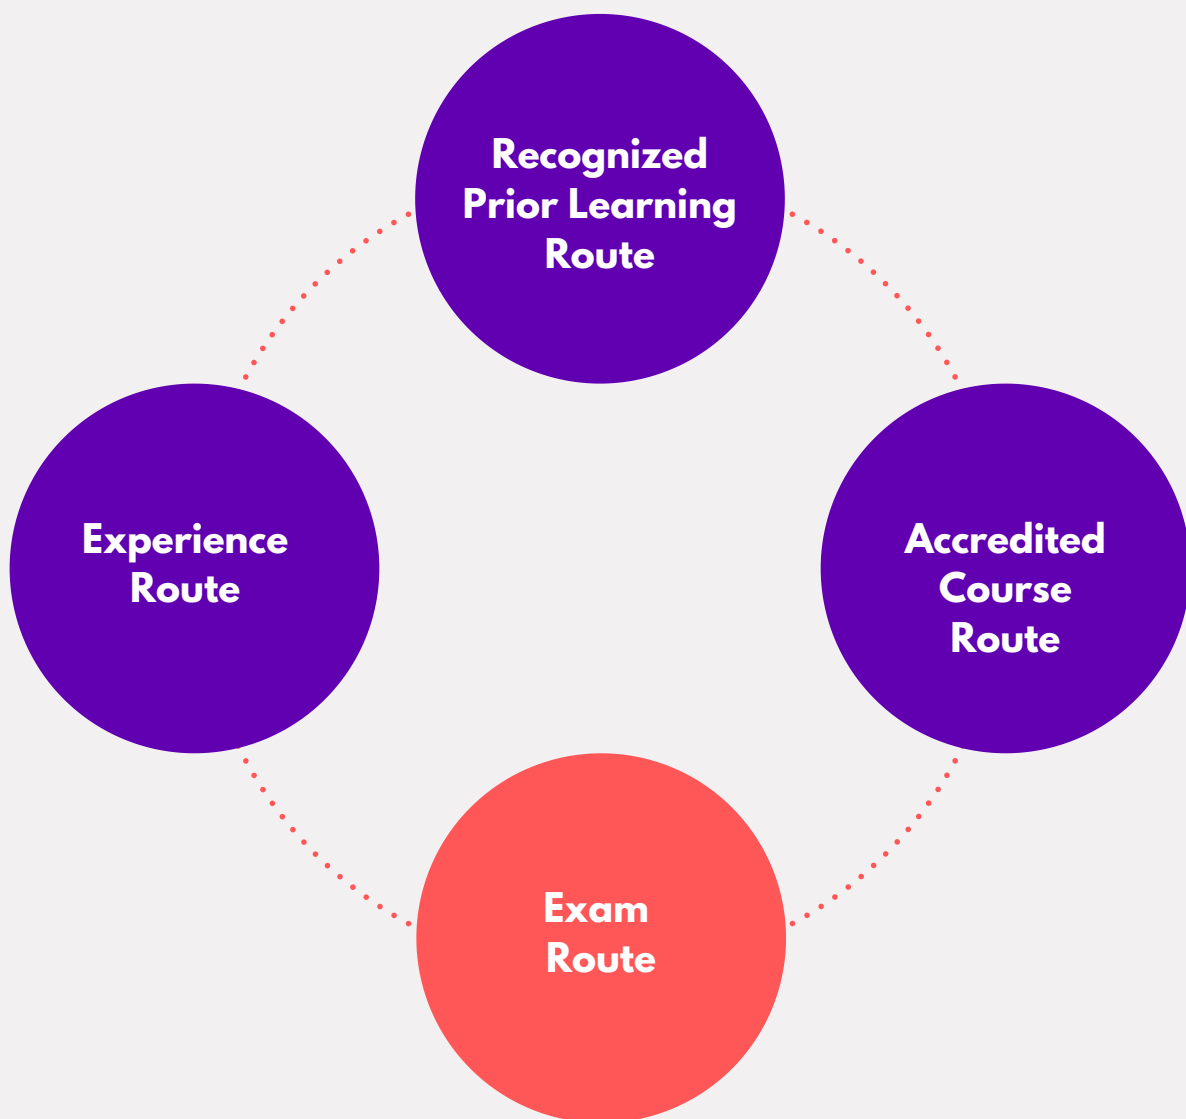 Recognized
Prior Learning
Route
Experience
Route
Accredited
Course
Route
Exam
Route